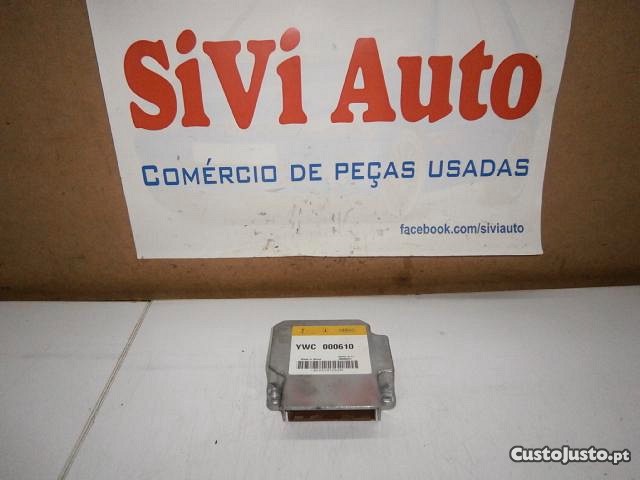 SiVi Auto
COMÉRCIO DE PEÇAS USADAS
facebook.com/siviauto
YWC 000610
CustoJusto.pt